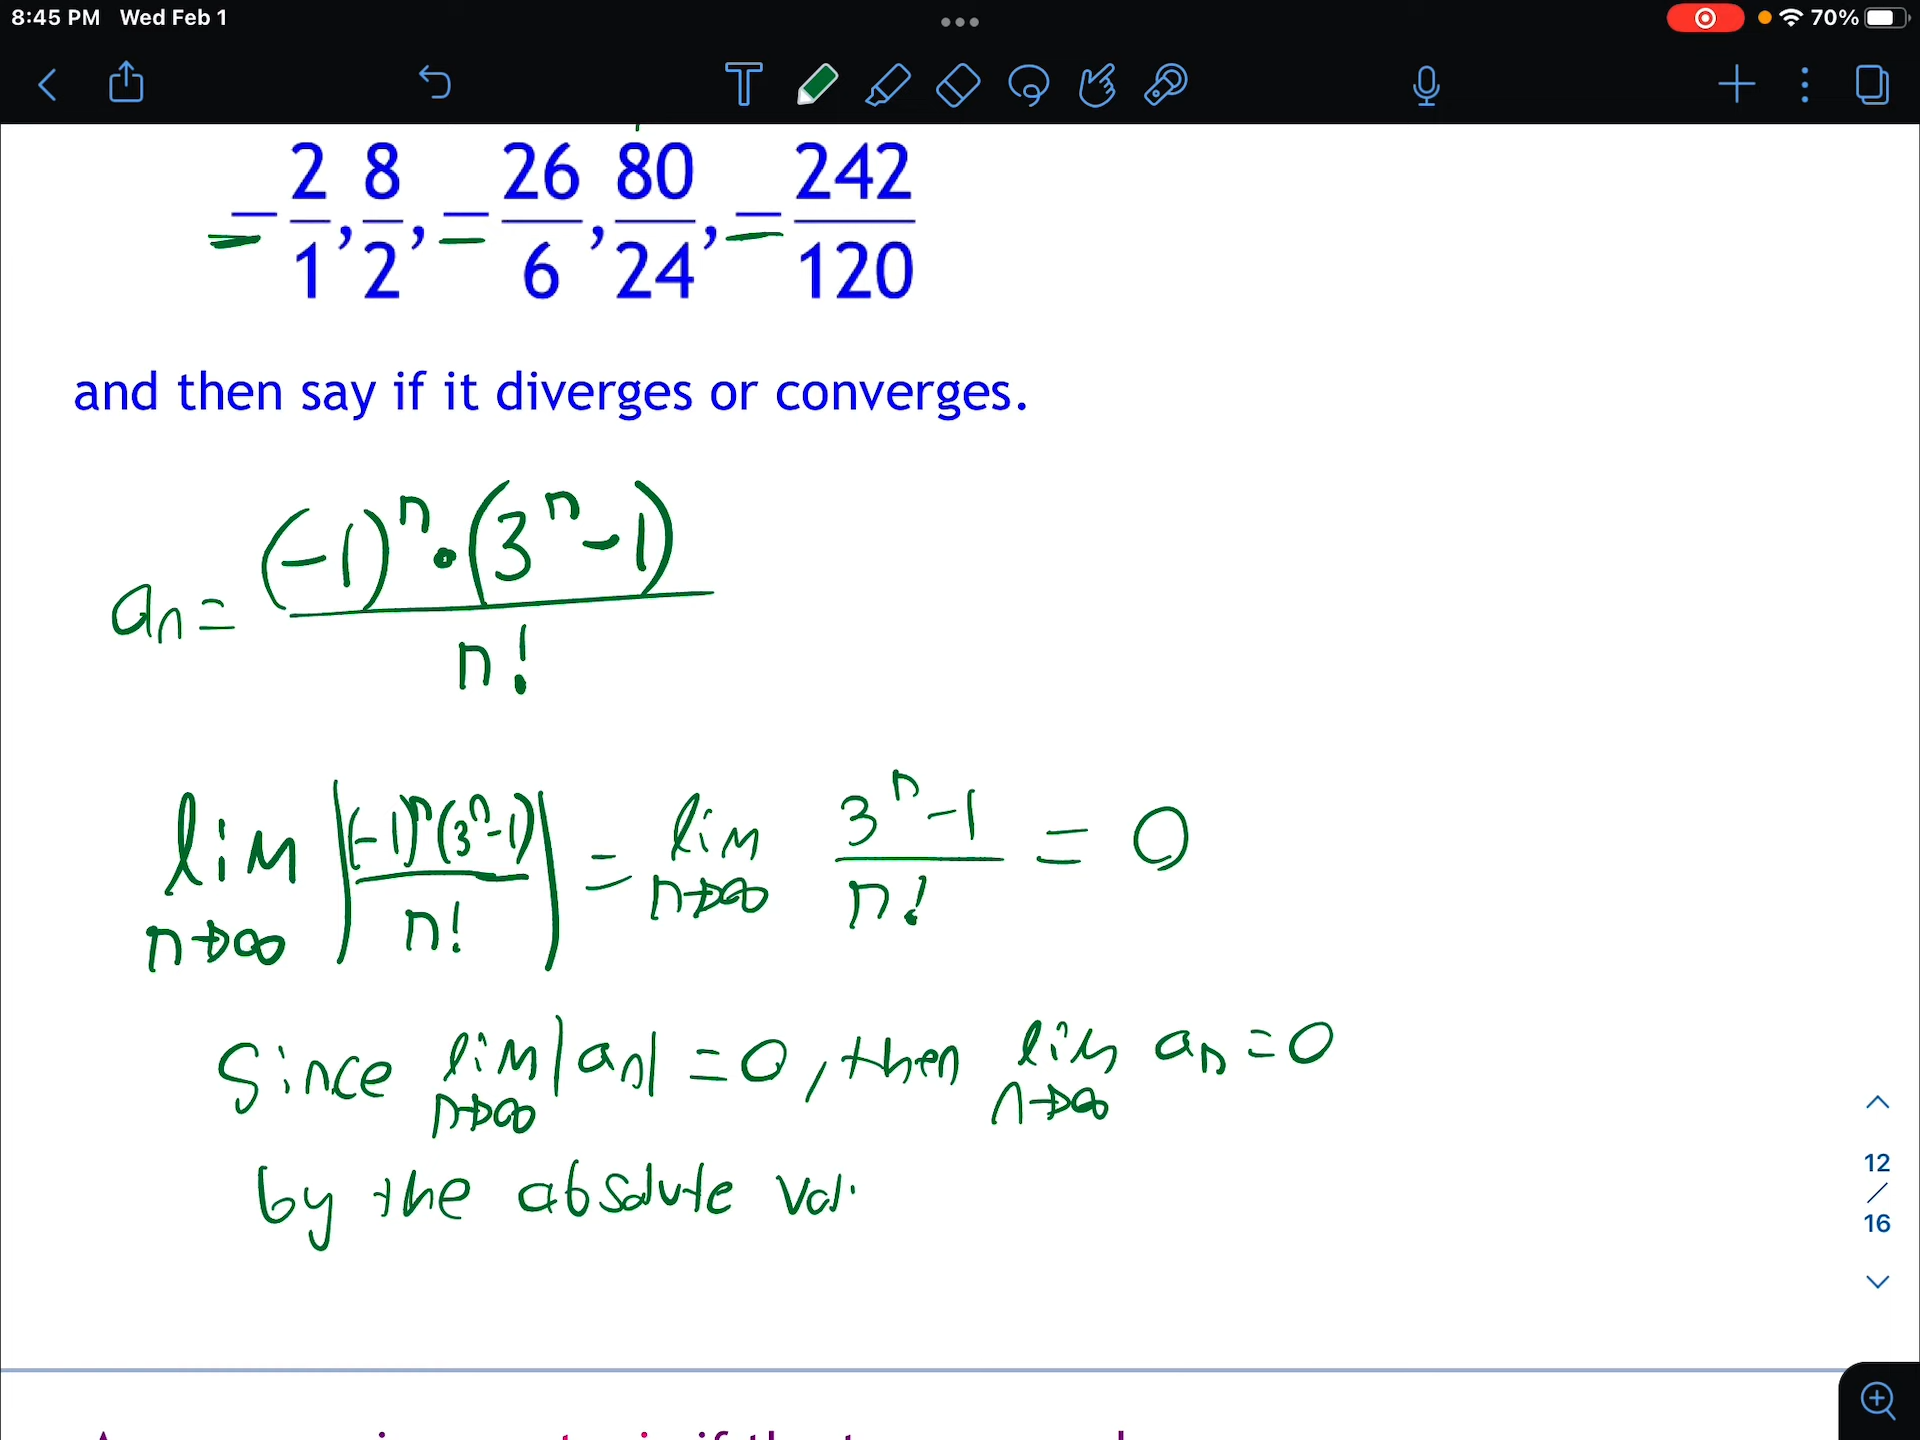 8:45 PM Wed Feb 1
70%
-2/1, 8/2, -26/6, 80/24, -242/120
and then say if it diverges or converges.
aₙ = (-1)ⁿ • (3ⁿ - 1) / n!
lim n→∞ |(-1)ⁿ(3ⁿ-1) / n!| = lim n→∞ (3ⁿ-1) / n! = 0
Since lim n→∞ |aₙ| = 0, then lim n→∞ aₙ = 0
by the absolute val
12
/
16